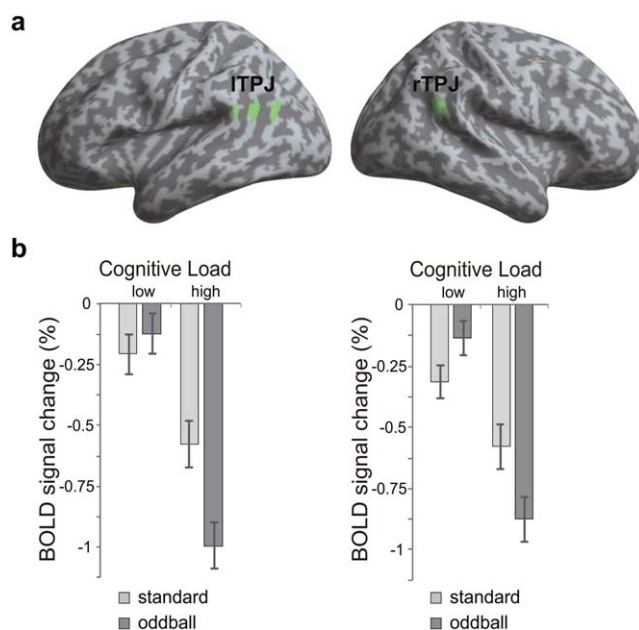 a
lTPJ rTPJ
b
Cognitive Load
low high
0
-0.25
-0.5
-0.75
-1
BOLD signal change (%)
standard
oddball
Cognitive Load
low high
0
-0.25
-0.5
-0.75
-1
BOLD signal change (%)
standard
oddball